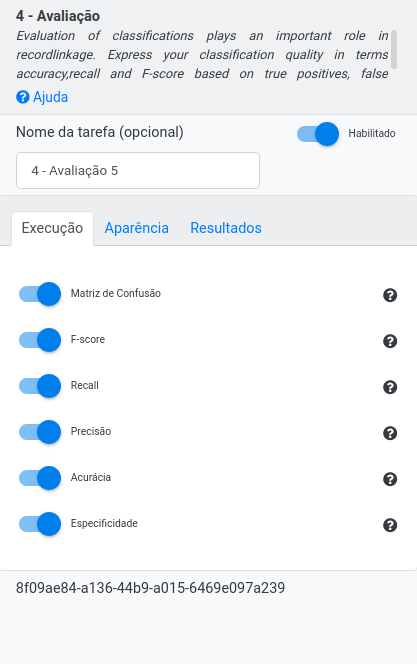 4 - Avaliação
Evaluation of classifications plays an important role in
recordlinkage. Express your classification quality in terms
accuracy,recall and F-score based on true positives, false
Ajuda
Nome da tarefa (opcional)
Habilitado
4 - Avaliação 5
Execução
Aparência
Resultados
Matriz de Confusão
F-score
Recall
Precisão
Acurácia
Especificidade
8f09ae84-a136-44b9-a015-6469e097a239